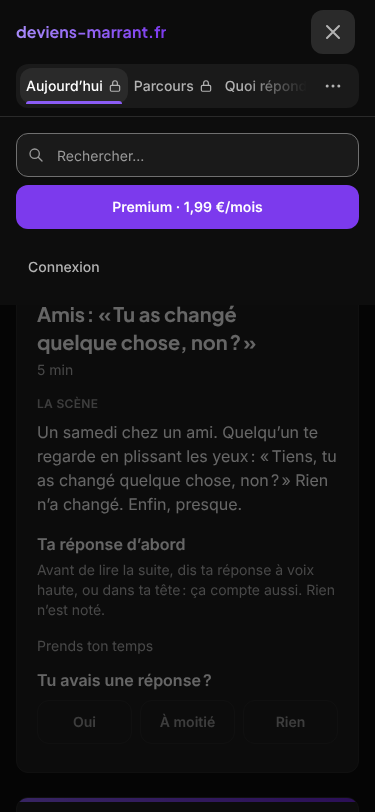 deviens-marrant.fr
Aujourd’hui Parcours Quoi répond
Rechercher…
Premium · 1,99 €/mois
Connexion
Amis : « Tu as changé
quelque chose, non ? »
5 min
LA SCÈNE
Un samedi chez un ami. Quelqu’un te
regarde en plissant les yeux : « Tiens, tu
as changé quelque chose, non ? » Rien
n’a changé. Enfin, presque.
Ta réponse d’abord
Avant de lire la suite, dis ta réponse à voix
haute, ou dans ta tête : ça compte aussi. Rien
n’est noté.
Prends ton temps
Tu avais une réponse ?
Oui À moitié Rien